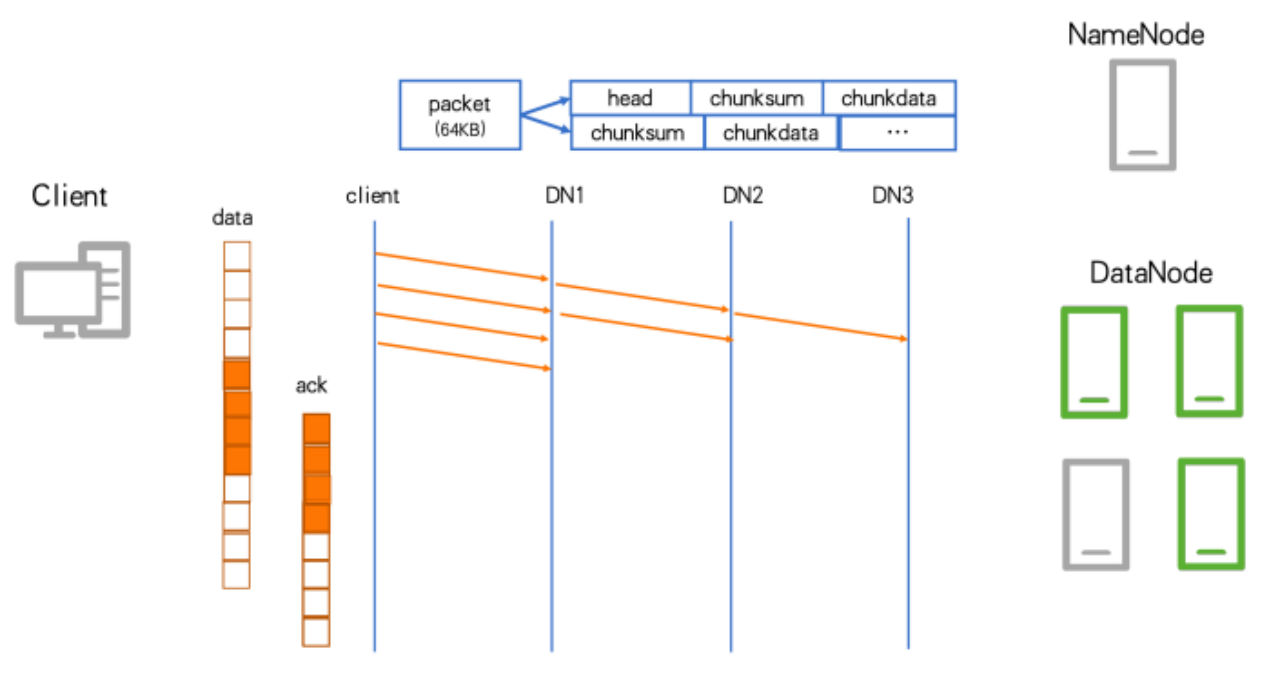 NameNode
packet
(64KB)
head chunksum chunkdata
chunksum chunkdata ...
Client
data
client DN1 DN2 DN3
DataNode
ack